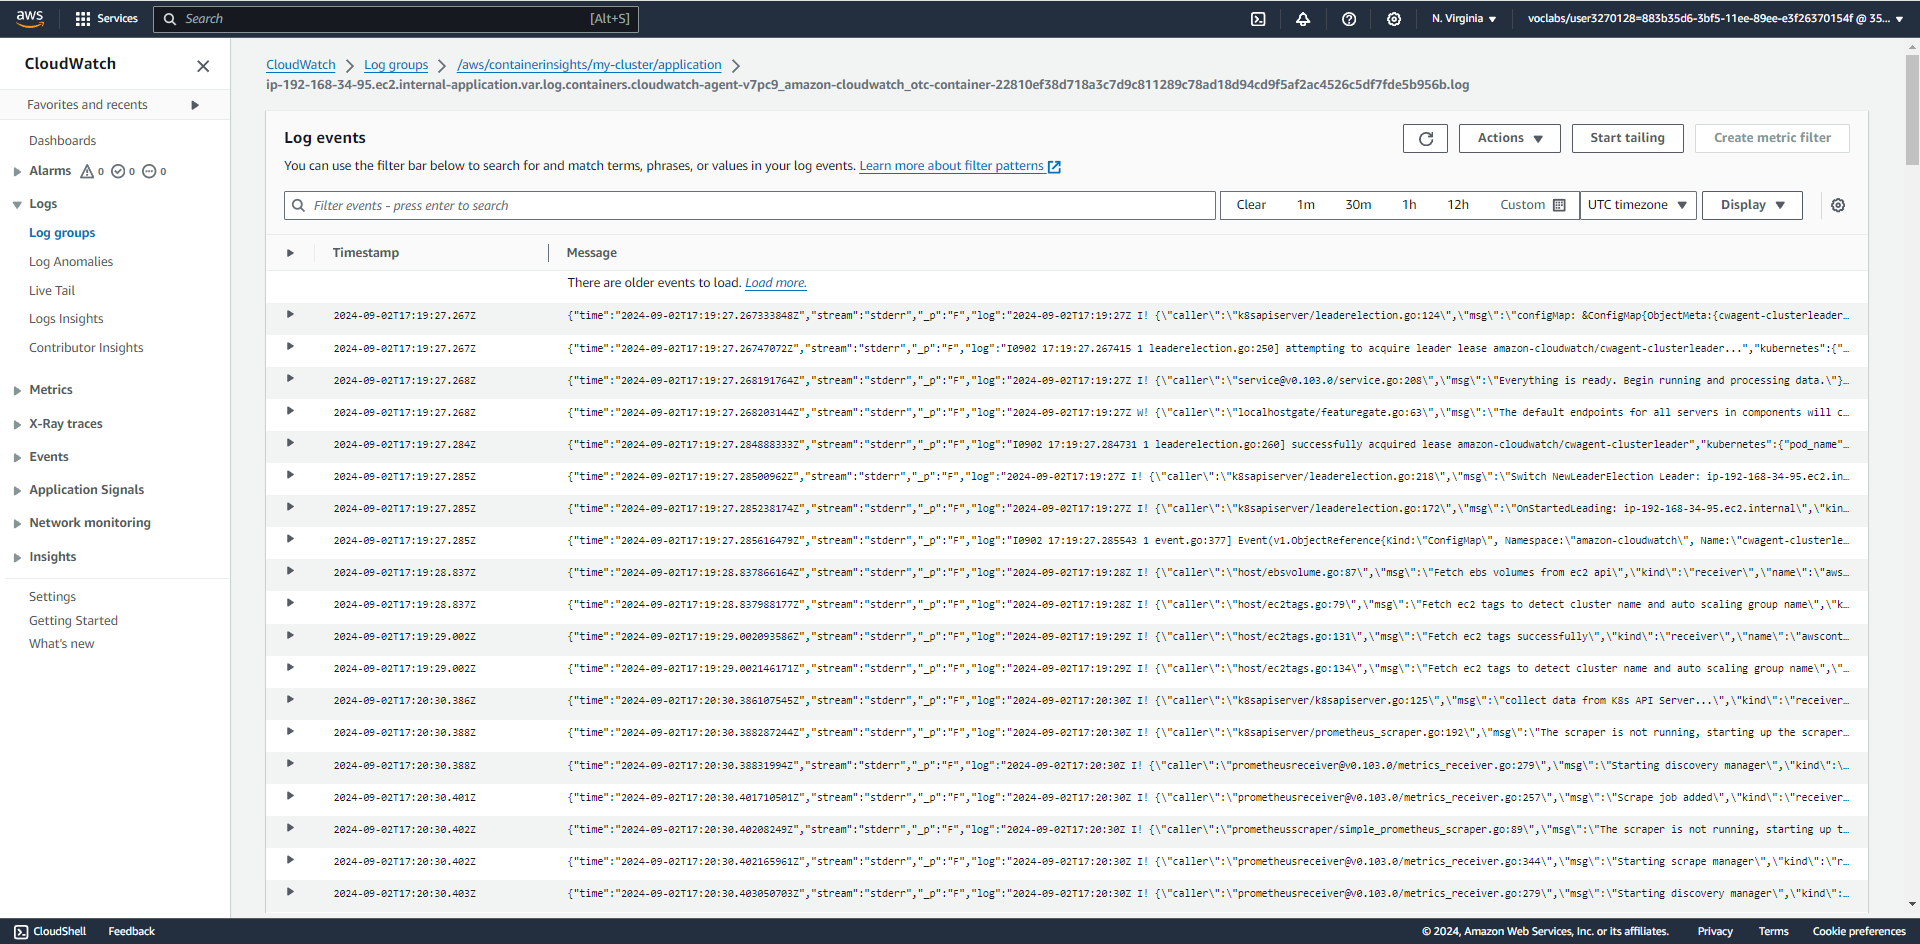 aws Services Search [Alt+S] N. Virginia voclabs/user3270128=883b35d6-3bf5-11ee-89ee-e3f26370154f @ 35...
CloudWatch
Favorites and recents
Dashboards
Alarms 0 0 0
Logs
Log groups
Log Anomalies
Live Tail
Logs Insights
Contributor Insights
Metrics
X-Ray traces
Events
Application Signals
Network monitoring
Insights
Settings
Getting Started
What's new
CloudWatch Log groups /aws/containerinsights/my-cluster/application
ip-192-168-34-95.ec2.internal-application.var.log.containers.cloudwatch-agent-v7pc9_amazon-cloudwatch_otc-container-22810ef38d718a3c7d9c811289c78ad18d94cd9f5af2ac4526c5df7fde5b956b.log
Log events
Actions Start tailing Create metric filter
You can use the filter bar below to search for and match terms, phrases, or values in your log events. Learn more about filter patterns
Filter events - press enter to search Clear 1m 30m 1h 12h Custom UTC timezone Display
Timestamp Message
There are older events to load. Load more.
2024-09-02T17:19:27.267Z {"time":"2024-09-02T17:19:27.267333848Z","stream":"stderr","_p":"F","log":"2024-09-02T17:19:27Z I! {\"caller\":\"k8sapiserver/leaderelection.go:124\",\"msg\":\"configMap: &ConfigMap{ObjectMeta:{cwagent-clusterleader…
2024-09-02T17:19:27.267Z {"time":"2024-09-02T17:19:27.26747072Z","stream":"stderr","_p":"F","log":"I0902 17:19:27.267415 1 leaderelection.go:250] attempting to acquire leader lease amazon-cloudwatch/cwagent-clusterleader...","kubernetes":{"…
2024-09-02T17:19:27.268Z {"time":"2024-09-02T17:19:27.268191764Z","stream":"stderr","_p":"F","log":"2024-09-02T17:19:27Z I! {\"caller\":\"service@v0.103.0/service.go:208\",\"msg\":\"Everything is ready. Begin running and processing data.\"}…
2024-09-02T17:19:27.268Z {"time":"2024-09-02T17:19:27.268203144Z","stream":"stderr","_p":"F","log":"2024-09-02T17:19:27Z W! {\"caller\":\"localhostgate/featuregate.go:63\",\"msg\":\"The default endpoints for all servers in components will c…
2024-09-02T17:19:27.284Z {"time":"2024-09-02T17:19:27.284888333Z","stream":"stderr","_p":"F","log":"I0902 17:19:27.284731 1 leaderelection.go:260] successfully acquired lease amazon-cloudwatch/cwagent-clusterleader","kubernetes":{"pod_name"…
2024-09-02T17:19:27.285Z {"time":"2024-09-02T17:19:27.28500962Z","stream":"stderr","_p":"F","log":"2024-09-02T17:19:27Z I! {\"caller\":\"k8sapiserver/leaderelection.go:218\",\"msg\":\"Switch NewLeaderElection Leader: ip-192-168-34-95.ec2.in…
2024-09-02T17:19:27.285Z {"time":"2024-09-02T17:19:27.285238174Z","stream":"stderr","_p":"F","log":"2024-09-02T17:19:27Z I! {\"caller\":\"k8sapiserver/leaderelection.go:172\",\"msg\":\"OnStartedLeading: ip-192-168-34-95.ec2.internal\",\"kin…
2024-09-02T17:19:27.285Z {"time":"2024-09-02T17:19:27.285616479Z","stream":"stderr","_p":"F","log":"I0902 17:19:27.285543 1 event.go:377] Event(v1.ObjectReference{Kind:\"ConfigMap\", Namespace:\"amazon-cloudwatch\", Name:\"cwagent-clusterle…
2024-09-02T17:19:28.837Z {"time":"2024-09-02T17:19:28.837866164Z","stream":"stderr","_p":"F","log":"2024-09-02T17:19:28Z I! {\"caller\":\"host/ebsvolume.go:87\",\"msg\":\"Fetch ebs volumes from ec2 api\",\"kind\":\"receiver\",\"name\":\"aws…
2024-09-02T17:19:28.837Z {"time":"2024-09-02T17:19:28.837988177Z","stream":"stderr","_p":"F","log":"2024-09-02T17:19:28Z I! {\"caller\":\"host/ec2tags.go:79\",\"msg\":\"Fetch ec2 tags to detect cluster name and auto scaling group name\",\"k…
2024-09-02T17:19:29.002Z {"time":"2024-09-02T17:19:29.002093586Z","stream":"stderr","_p":"F","log":"2024-09-02T17:19:29Z I! {\"caller\":\"host/ec2tags.go:131\",\"msg\":\"Fetch ec2 tags successfully\",\"kind\":\"receiver\",\"name\":\"awscont…
2024-09-02T17:19:29.002Z {"time":"2024-09-02T17:19:29.002146171Z","stream":"stderr","_p":"F","log":"2024-09-02T17:19:29Z I! {\"caller\":\"host/ec2tags.go:134\",\"msg\":\"Fetch ec2 tags to detect cluster name and auto scaling group name\",\"…
2024-09-02T17:20:30.386Z {"time":"2024-09-02T17:20:30.386107545Z","stream":"stderr","_p":"F","log":"2024-09-02T17:20:30Z I! {\"caller\":\"k8sapiserver/k8sapiserver.go:125\",\"msg\":\"collect data from K8s API Server...\",\"kind\":\"receiver…
2024-09-02T17:20:30.388Z {"time":"2024-09-02T17:20:30.388287244Z","stream":"stderr","_p":"F","log":"2024-09-02T17:20:30Z I! {\"caller\":\"k8sapiserver/prometheus_scraper.go:192\",\"msg\":\"The scraper is not running, starting up the scraper…
2024-09-02T17:20:30.388Z {"time":"2024-09-02T17:20:30.38831994Z","stream":"stderr","_p":"F","log":"2024-09-02T17:20:30Z I! {\"caller\":\"prometheusreceiver@v0.103.0/metrics_receiver.go:279\",\"msg\":\"Starting discovery manager\",\"kind\":\…
2024-09-02T17:20:30.401Z {"time":"2024-09-02T17:20:30.401710501Z","stream":"stderr","_p":"F","log":"2024-09-02T17:20:30Z I! {\"caller\":\"prometheusreceiver@v0.103.0/metrics_receiver.go:257\",\"msg\":\"Scrape job added\",\"kind\":\"receiver…
2024-09-02T17:20:30.402Z {"time":"2024-09-02T17:20:30.40208249Z","stream":"stderr","_p":"F","log":"2024-09-02T17:20:30Z I! {\"caller\":\"prometheusscraper/simple_prometheus_scraper.go:89\",\"msg\":\"The scraper is not running, starting up t…
2024-09-02T17:20:30.402Z {"time":"2024-09-02T17:20:30.402165961Z","stream":"stderr","_p":"F","log":"2024-09-02T17:20:30Z I! {\"caller\":\"prometheusreceiver@v0.103.0/metrics_receiver.go:344\",\"msg\":\"Starting scrape manager\",\"kind\":\"r…
2024-09-02T17:20:30.403Z {"time":"2024-09-02T17:20:30.403050703Z","stream":"stderr","_p":"F","log":"2024-09-02T17:20:30Z I! {\"caller\":\"prometheusreceiver@v0.103.0/metrics_receiver.go:279\",\"msg\":\"Starting discovery manager\",\"kind\":…
CloudShell Feedback © 2024, Amazon Web Services, Inc. or its affiliates. Privacy Terms Cookie preferences